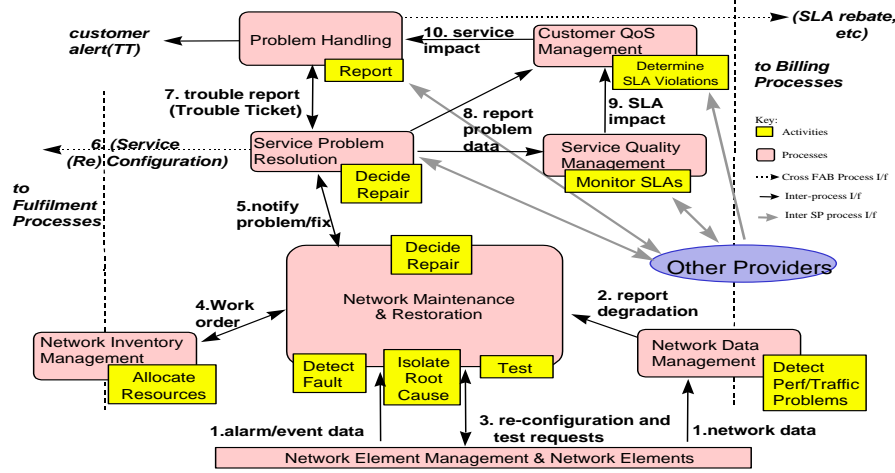 customer
alert(TT)
Problem Handling
Report
10. service
impact
Customer QoS
Management
Determine
SLA Violations
(SLA rebate,
etc)
to Billing
Processes
7. trouble report
(Trouble Ticket)
8. report
problem
data
9. SLA
impact
Key:
Activities
Processes
Cross FAB Process I/f
Inter-process I/f
Inter SP process I/f
6. (Service
(Re) Configuration)
Service Problem
Resolution
Decide
Repair
Service Quality
Management
Monitor SLAs
to
Fulfilment
Processes
5.notify
problem/fix
Decide
Repair
Other Providers
Network Maintenance
& Restoration
4.Work
order
2. report
degradation
Network Inventory
Management
Allocate
Resources
Detect
Fault
Isolate
Root
Cause
Test
Network Data
Management
Detect
Perf/Traffic
Problems
1.alarm/event data
3. re-configuration and
test requests
1.network data
Network Element Management & Network Elements